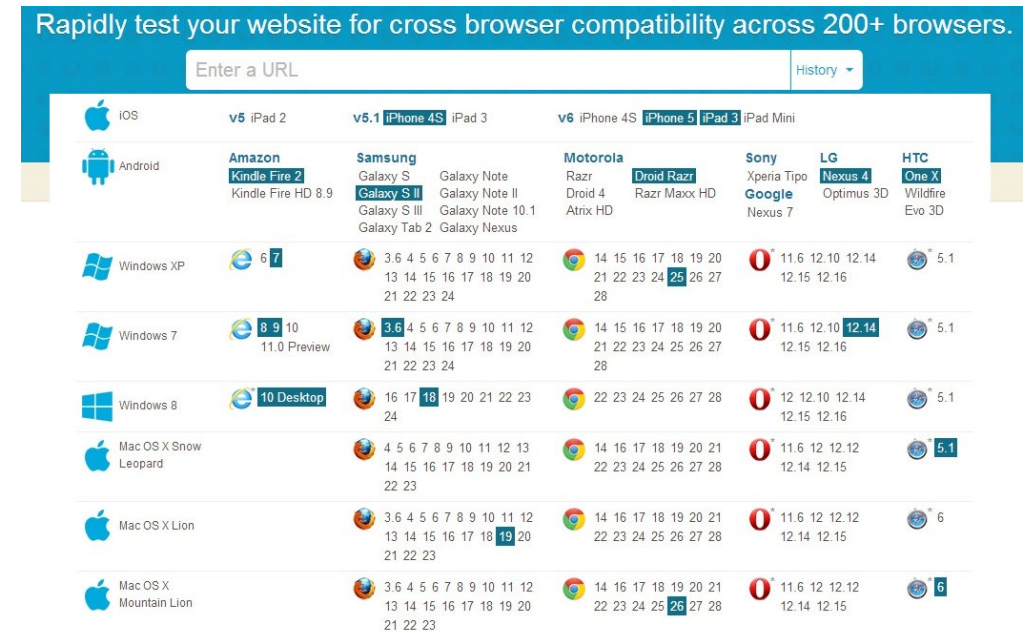 Rapidly test your website for cross browser compatibility across 200+ browsers.
Enter a URL History
iOS v5 iPad 2 v5.1 iPhone 4S iPad 3 v6 iPhone 4S iPhone 5 iPad 3 iPad Mini
Android
Amazon
Kindle Fire 2
Kindle Fire HD 8.9
Samsung
Galaxy S Galaxy Note
Galaxy S II Galaxy Note II
Galaxy S III Galaxy Note 10.1
Galaxy Tab 2 Galaxy Nexus
Motorola
Razr Droid Razr
Droid 4 Razr Maxx HD
Atrix HD
Sony
Xperia Tipo
Google
Nexus 7
LG
Nexus 4
Optimus 3D
HTC
One X
Wildfire
Evo 3D
Windows XP
6 7
3.6 4 5 6 7 8 9 10 11 12
13 14 15 16 17 18 19 20
21 22 23 24
14 15 16 17 18 19 20
21 22 23 24 25 26 27
28
11.6 12.10 12.14
12.15 12.16
* 5.1
Windows 7
8 9 10
11.0 Preview
3.6 4 5 6 7 8 9 10 11 12
13 14 15 16 17 18 19 20
21 22 23 24
14 15 16 17 18 19 20
21 22 23 24 25 26 27
28
11.6 12.10 12.14
12.15 12.16
* 5.1
Windows 8
* 10 Desktop
16 17 18 19 20 21 22 23
24
22 23 24 25 26 27 28
* 12 12.10 12.14
12.15 12.16
* 5.1
Mac OS X Snow
Leopard
4 5 6 7 8 9 10 11 12 13
14 15 16 17 18 19 20 21
22 23
14 16 17 18 19 20 21
22 23 24 25 26 27 28
* 11.6 12 12.12
12.14 12.15
* 5.1
Mac OS X Lion
3.6 4 5 6 7 8 9 10 11 12
13 14 15 16 17 18 19 20
21 22 23
14 16 17 18 19 20 21
22 23 24 25 26 27 28
* 11.6 12 12.12
12.14 12.15
* 6
Mac OS X
Mountain Lion
3.6 4 5 6 7 8 9 10 11 12
13 14 15 16 17 18 19 20
21 22 23
14 16 17 18 19 20 21
22 23 24 25 26 27 28
* 11.6 12 12.12
12.14 12.15
* 6